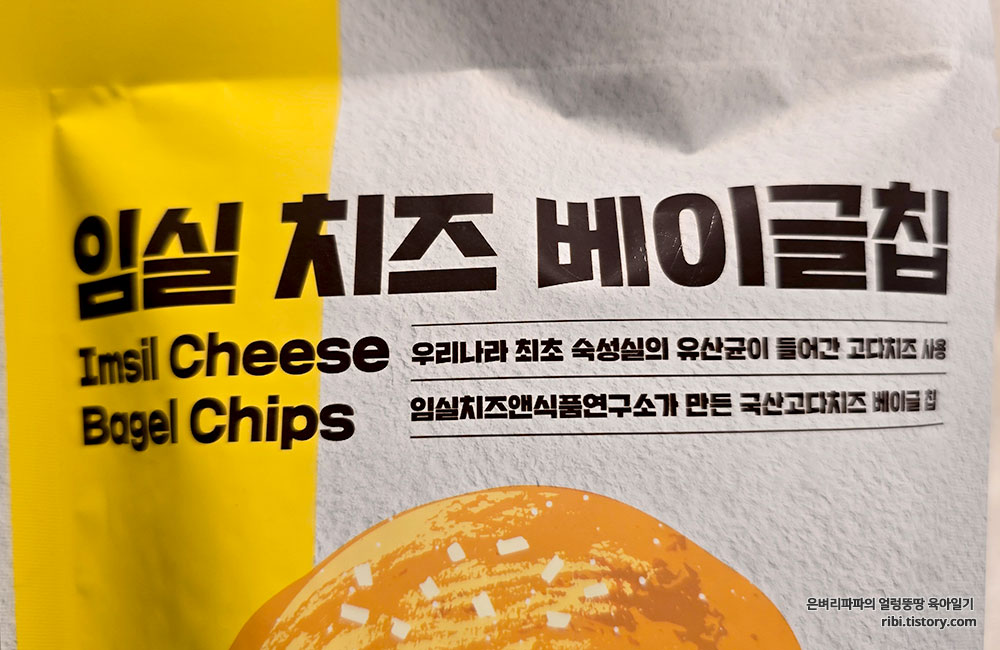 임실 치즈 베이글칩
Imsil Cheese
Bagel Chips
우리나라 최초 숙성실의 유산균이 들어간 고다치즈 사용
임실치즈앤식품연구소가 만든 국산고다치즈 베이글 칩
은벼리파파의 얼렁뚱땅 육아일기
ribi.tistory.com